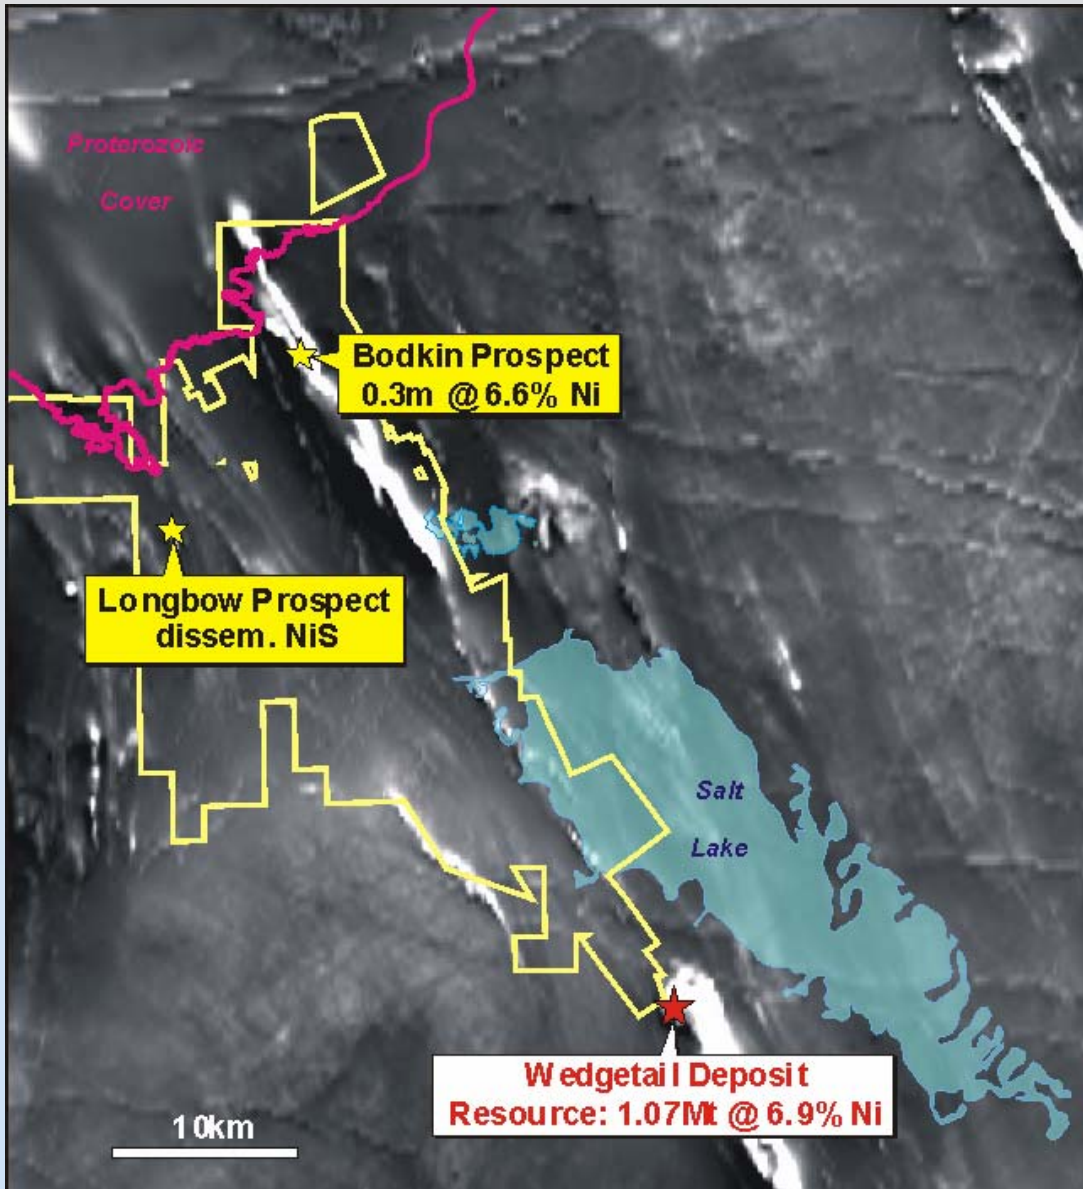 Proterozoic
Cover
Bodkin Prospect
0.3m @ 6.6% Ni
Longbow Prospect
dissem. NiS
Salt
Lake
Wedgetail Deposit
Resource: 1.07Mt @ 6.9% Ni
10km